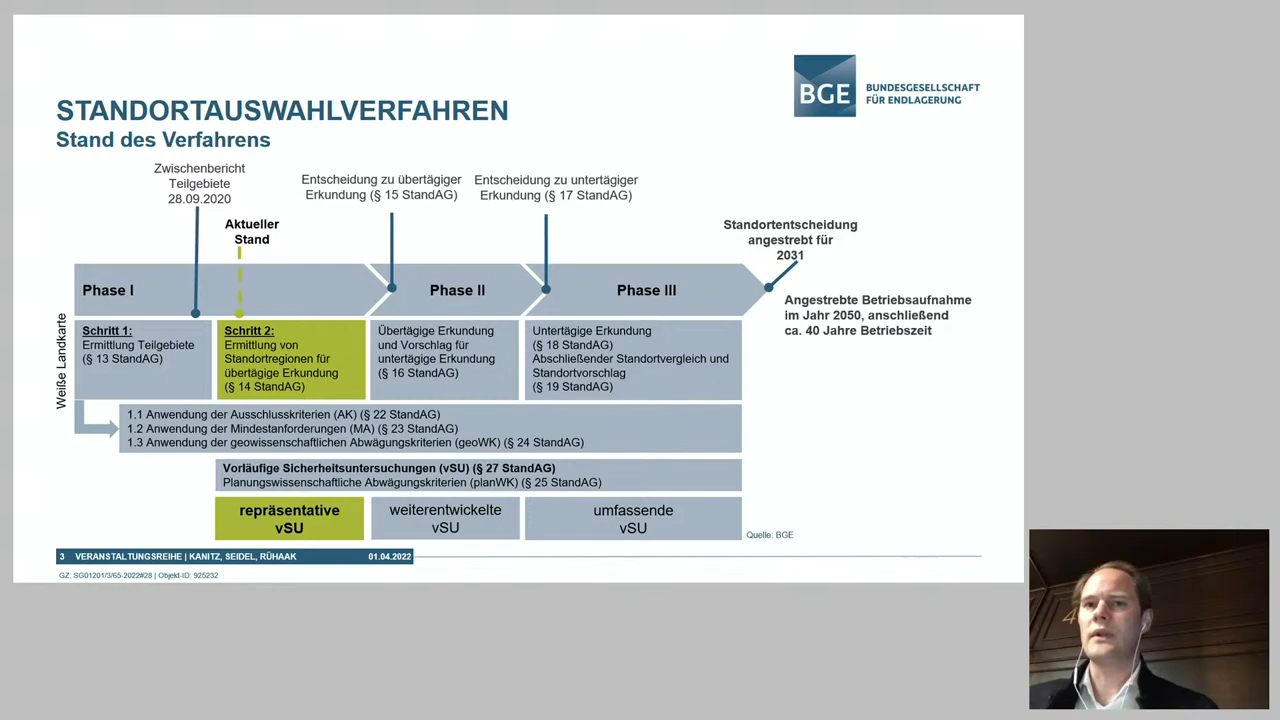 BGE
BUNDESGESELLSCHAFT
FÜR ENDLAGERUNG
STANDORTAUSWAHLVERFAHREN
Stand des Verfahrens
Zwischenbericht
Teilgebiete
28.09.2020
Entscheidung zu übertägiger
Erkundung (§ 15 StandAG)
Entscheidung zu untertägiger
Erkundung (§ 17 StandAG)
Aktueller
Stand
Standortentscheidung
angestrebt für
2031
Phase I
Phase II
Phase III
Angestrebte Betriebsaufnahme
im Jahr 2050, anschließend
ca. 40 Jahre Betriebszeit
Weiße Landkarte
Schritt 1:
Ermittlung Teilgebiete
(§ 13 StandAG)
Schritt 2:
Ermittlung von
Standortregionen für
übertägige Erkundung
(§ 14 StandAG)
Übertägige Erkundung
und Vorschlag für
untertägige Erkundung
(§ 16 StandAG)
Untertägige Erkundung
(§ 18 StandAG)
Abschließender Standortvergleich und
Standortvorschlag
(§ 19 StandAG)
1.1 Anwendung der Ausschlusskriterien (AK) (§ 22 StandAG)
1.2 Anwendung der Mindestanforderungen (MA) (§ 23 StandAG)
1.3 Anwendung der geowissenschaftlichen Abwägungskriterien (geoWK) (§ 24 StandAG)
Vorläufige Sicherheitsuntersuchungen (vSU) (§ 27 StandAG)
Planungswissenschaftliche Abwägungskriterien (planWK) (§ 25 StandAG)
repräsentative
vSU
weiterentwickelte
vSU
umfassende
vSU
Quelle: BGE
3 VERANSTALTUNGSREIHE | KANITZ, SEIDEL, RÜHAAK 01.04.2022
GZ: SG01201/3/65-2022#28 | Objekt-ID: 925232
4